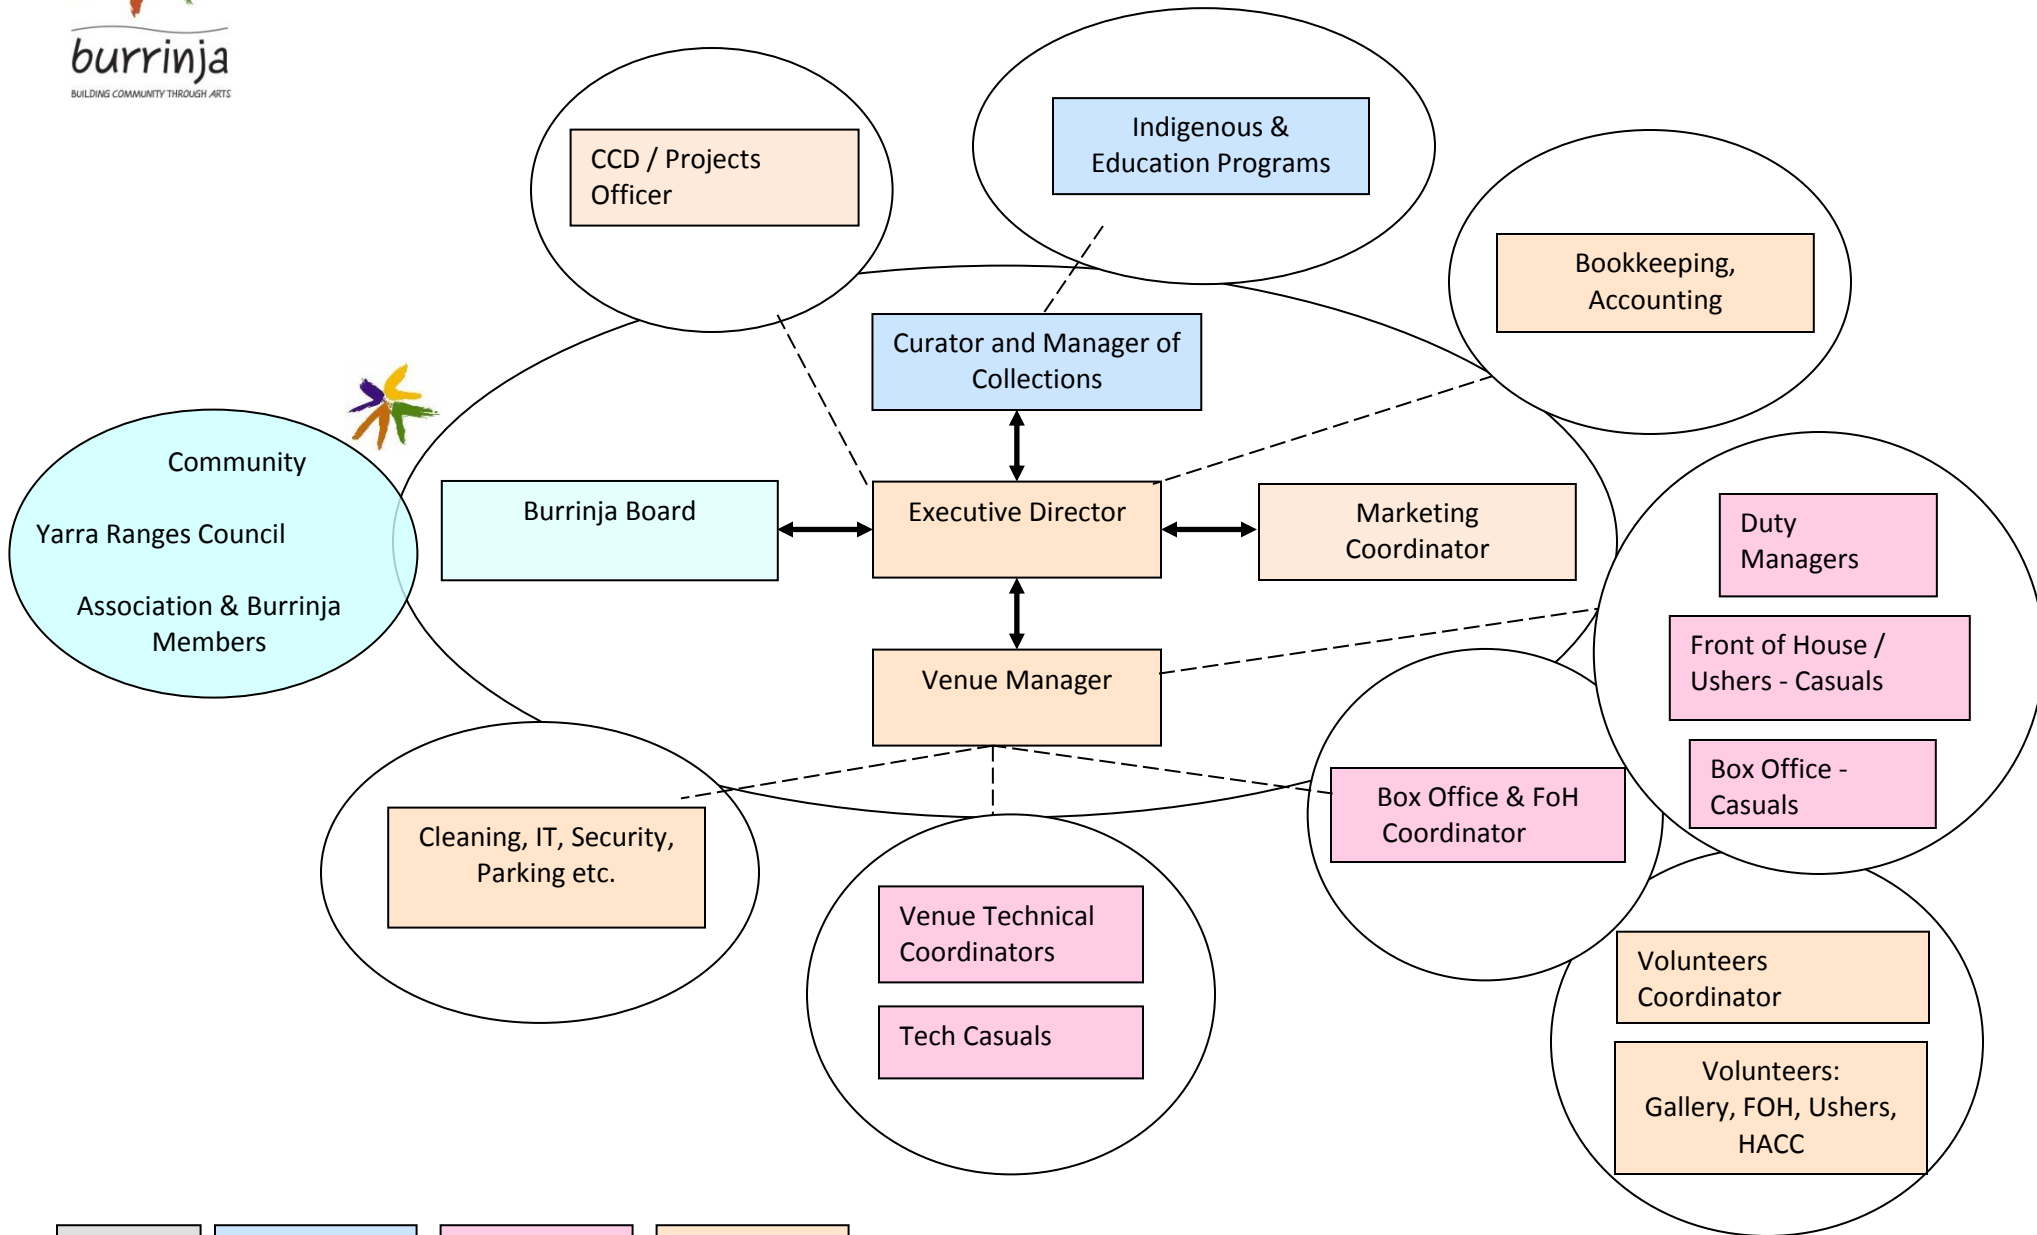 burrinja
BUILDING COMMUNITY THROUGH ARTS
CCD / Projects
Officer
Indigenous &
Education Programs
Bookkeeping,
Accounting
Curator and Manager of
Collections
Community
Yarra Ranges Council
Association & Burrinja
Members
Burrinja Board
Executive Director
Marketing
Coordinator
Duty
Managers
Front of House /
Ushers - Casuals
Box Office -
Casuals
Venue Manager
Box Office & FoH
Coordinator
Cleaning, IT, Security,
Parking etc.
Venue Technical
Coordinators
Tech Casuals
Volunteers
Coordinator
Volunteers:
Gallery, FOH, Ushers,
HACC